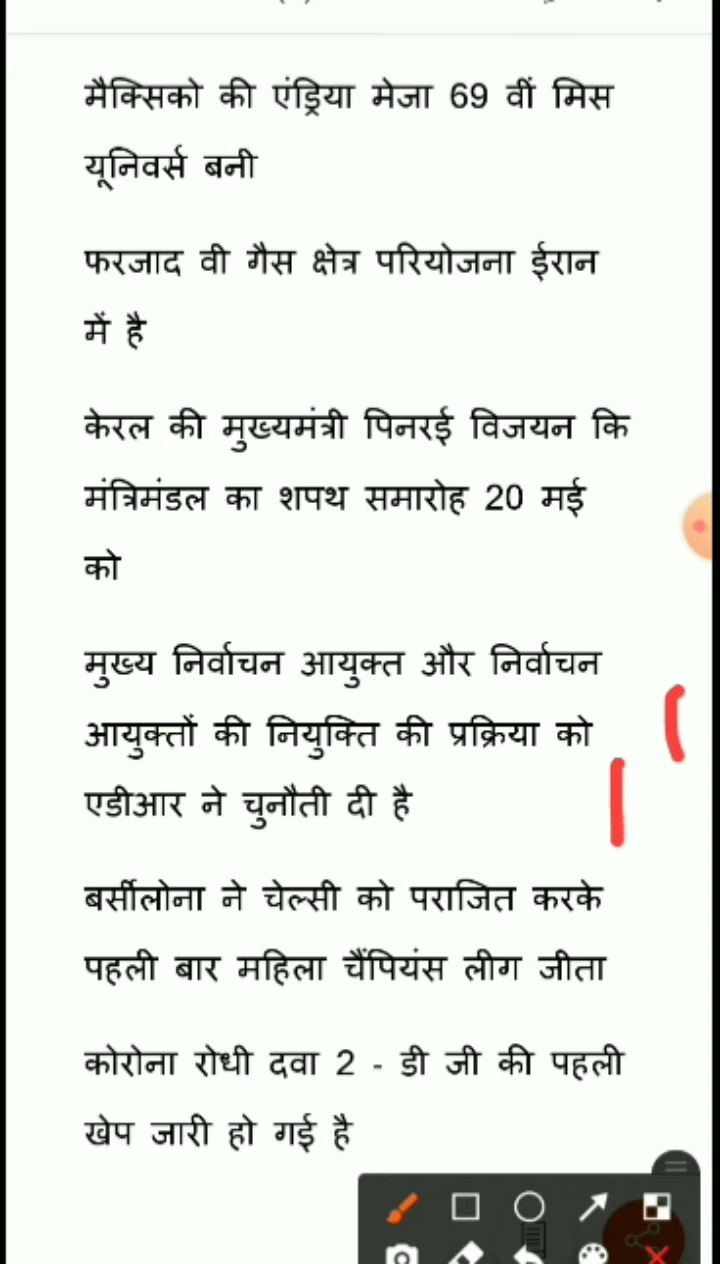 मैक्सिको की एंड्रिया मेजा 69 वीं मिस
यूनिवर्स बनी
फरजाद वी गैस क्षेत्र परियोजना ईरान
में है
केरल की मुख्यमंत्री पिनरई विजयन कि
मंत्रिमंडल का शपथ समारोह 20 मई
को
मुख्य निर्वाचन आयुक्त और निर्वाचन
आयुक्तों की नियुक्ति की प्रक्रिया को
एडीआर ने चुनौती दी है
बर्सीलोना ने चेल्सी को पराजित करके
पहली बार महिला चैंपियंस लीग जीता
कोरोना रोधी दवा 2 - डी जी की पहली
खेप जारी हो गई है